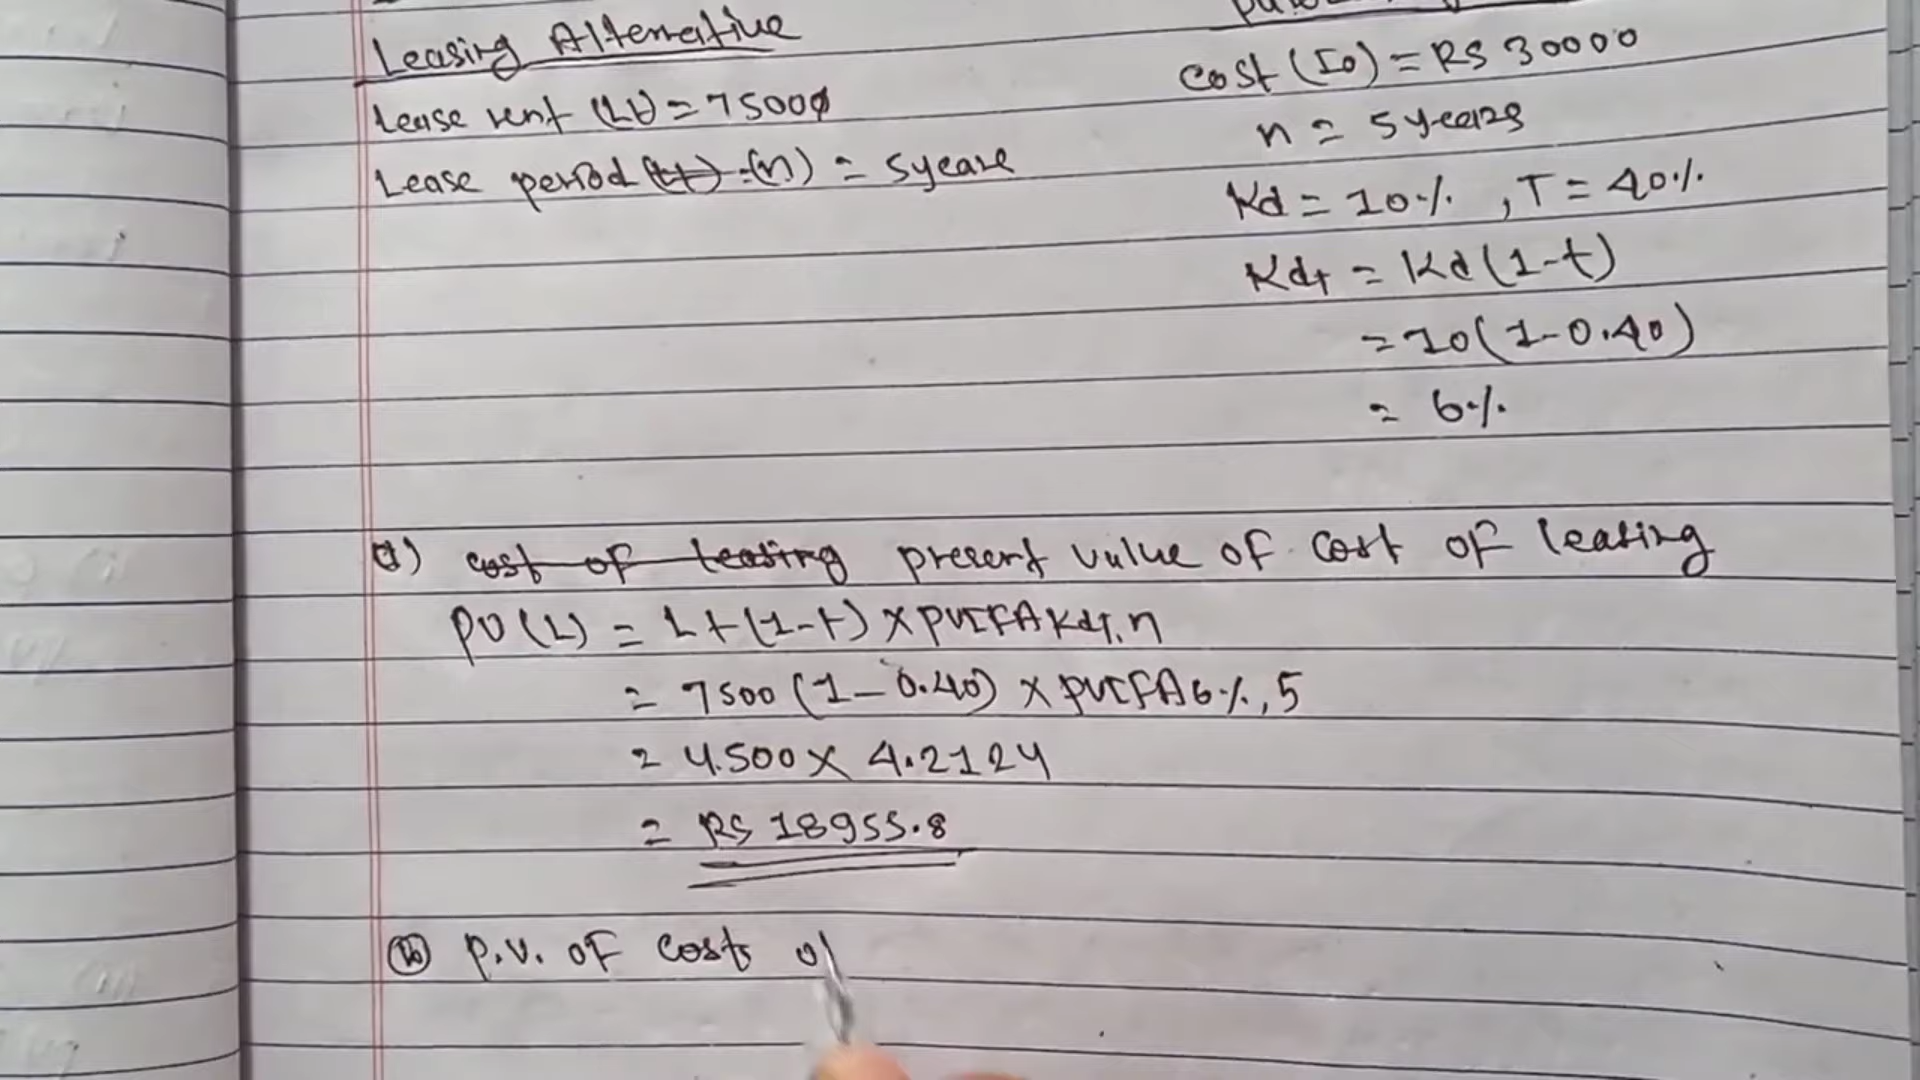 Leasing Alternative
Lease rent (Lt) = 75000
Lease period (n) = 5 years
Cost (I0) = RS 30000
n = 5 years
Kd = 10%, T = 40%
Kdt = Kd(1-t)
= 10(1-0.40)
= 6%
a) cost of leasing present value of cost of leasing
PV(L) = Lt(1-t) X PVIFA Kdt,n
= 7500 (1-0.40) X PVIFA 6%, 5
= 4500 X 4.2124
= RS 18955.8
(b) P.V. OF Costs of